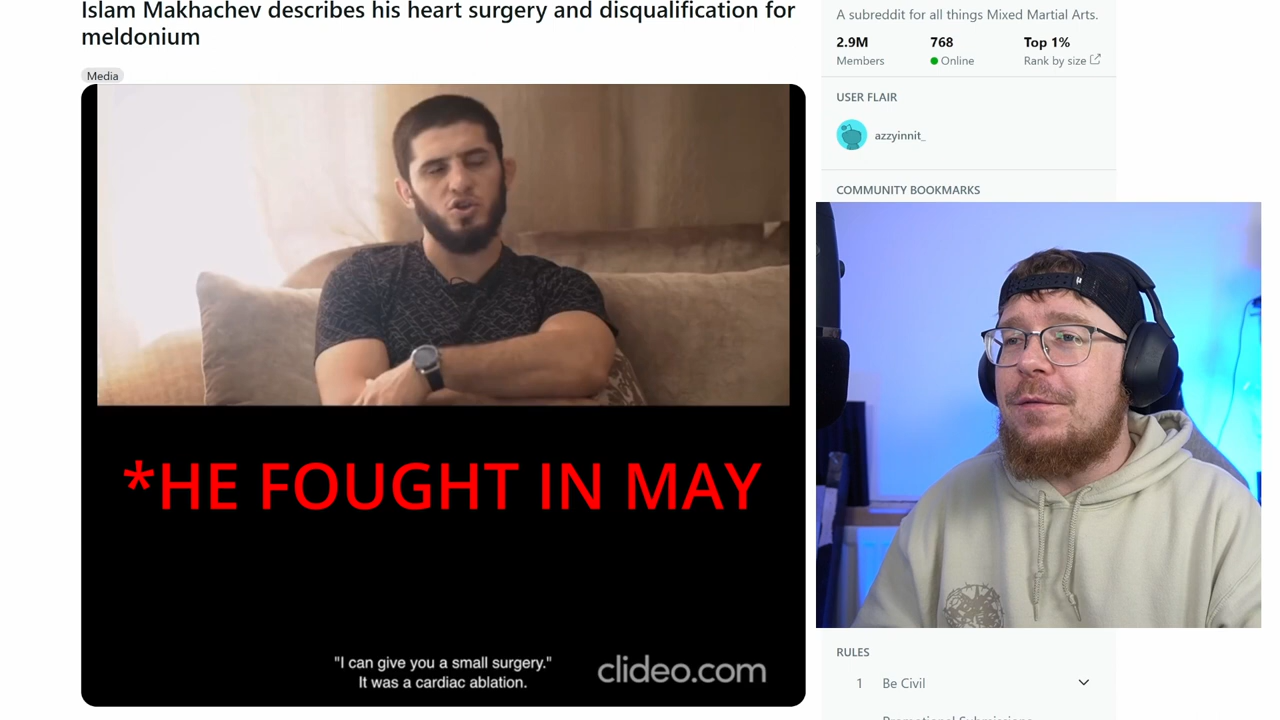 Islam Makhachev describes his heart surgery and disqualification for
meldonium
Media
*HE FOUGHT IN MAY
"I can give you a small surgery."
It was a cardiac ablation.
clideo.com
A subreddit for all things Mixed Martial Arts.
2.9M 768 Top 1%
Members Online Rank by size
USER FLAIR
azzyinnit_
COMMUNITY BOOKMARKS
RULES
1 Be Civil
Promotional Submissions